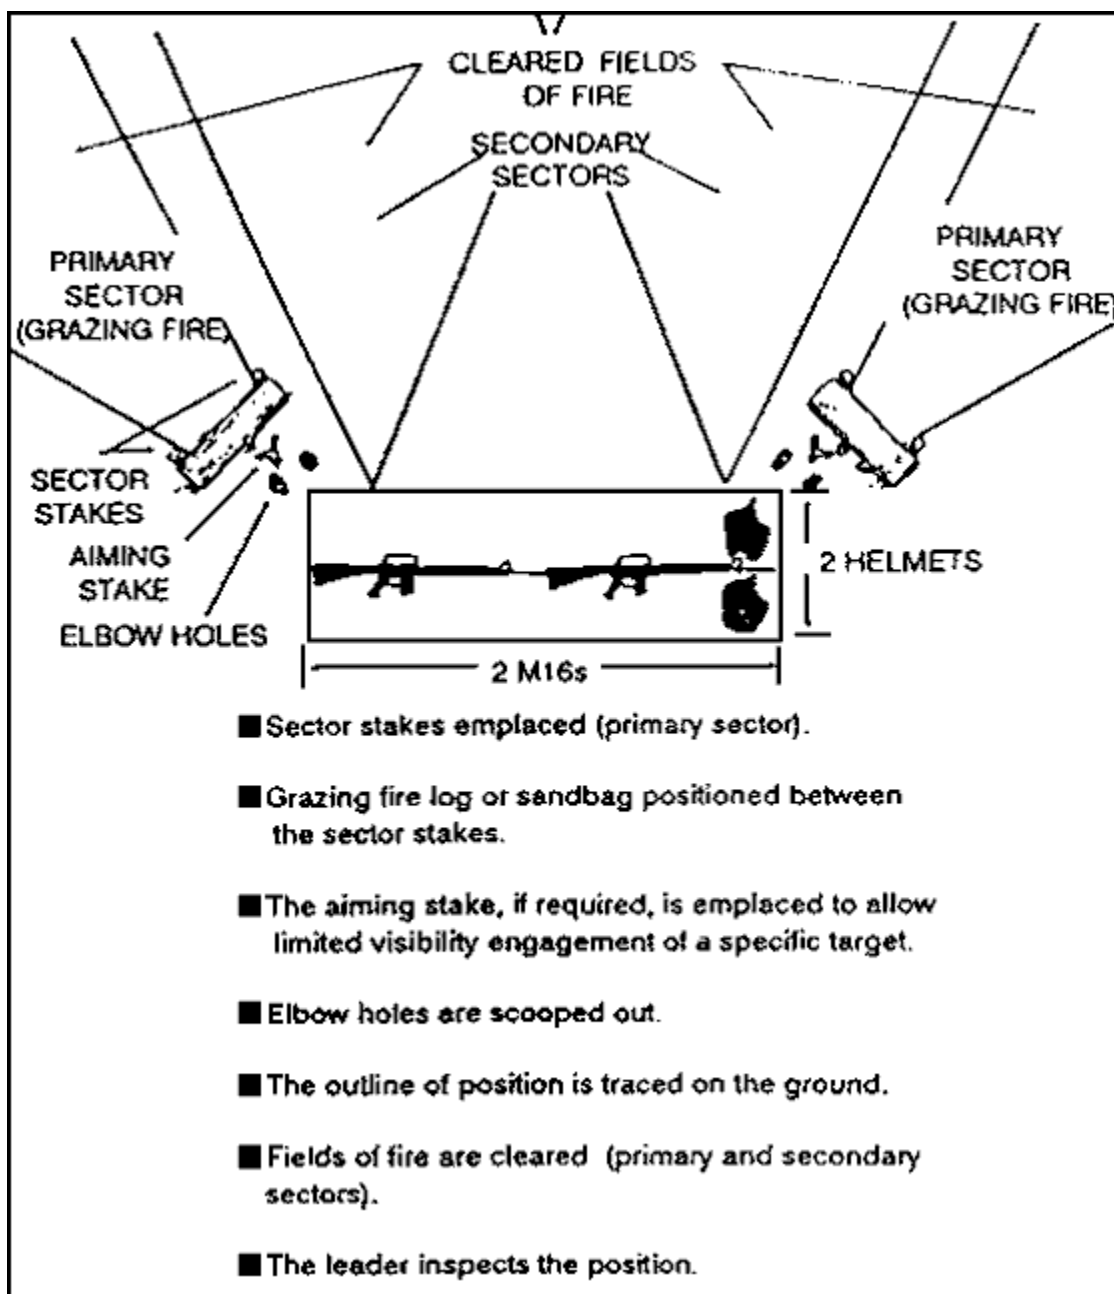 CLEARED FIELDS
OF FIRE
SECONDARY
SECTORS
PRIMARY
SECTOR
(GRAZING FIRE)
PRIMARY
SECTOR
(GRAZING FIRE)
SECTOR
STAKES
AIMING
STAKE
ELBOW HOLES
2 HELMETS
2 M16s
■ Sector stakes emplaced (primary sector).
■ Grazing fire log or sandbag positioned between
the sector stakes.
■ The aiming stake, if required, is emplaced to allow
limited visibility engagement of a specific target.
■ Elbow holes are scooped out.
■ The outline of position is traced on the ground.
■ Fields of fire are cleared (primary and secondary
sectors).
■ The leader inspects the position.